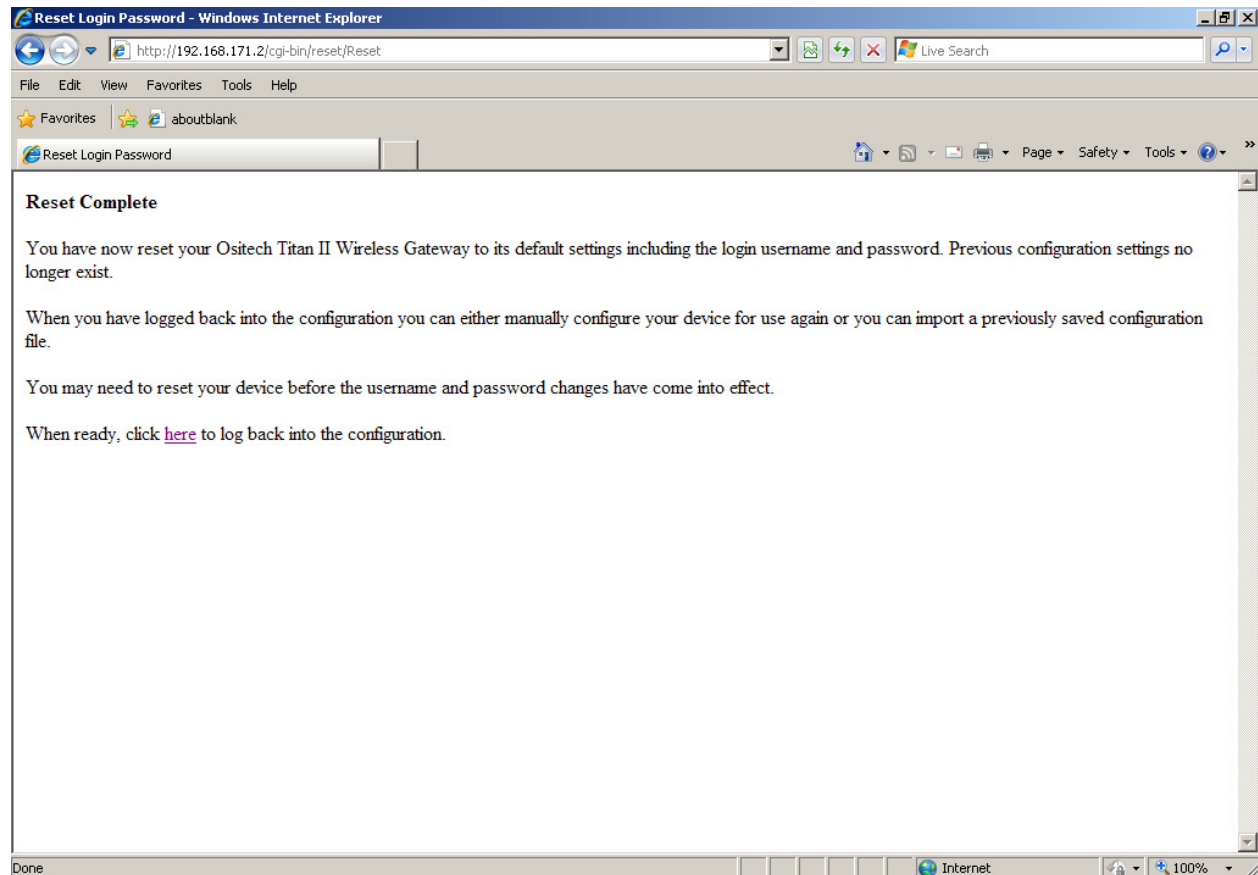 Reset Login Password - Windows Internet Explorer
http://192.168.171.2/cgi-bin/reset/Reset
Live Search
File Edit View Favorites Tools Help
Favorites aboutblank
Reset Login Password
Page Safety Tools »
Reset Complete
You have now reset your Ositech Titan II Wireless Gateway to its default settings including the login username and password. Previous configuration settings no
longer exist.
When you have logged back into the configuration you can either manually configure your device for use again or you can import a previously saved configuration
file.
You may need to reset your device before the username and password changes have come into effect.
When ready, click here to log back into the configuration.
Done Internet 100%